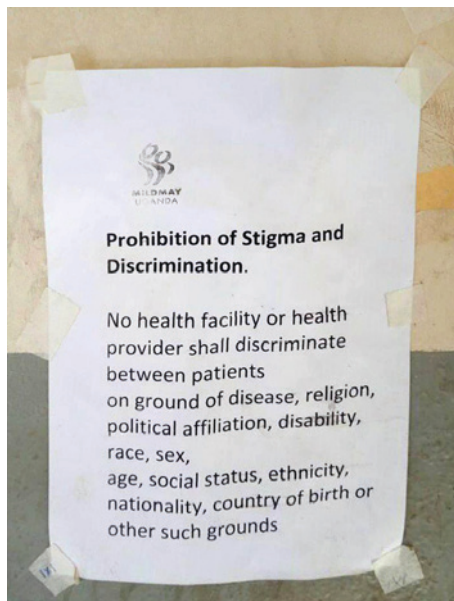 MILDMAY
UGANDA
Prohibition of Stigma and
Discrimination.
No health facility or health
provider shall discriminate
between patients
on ground of disease, religion,
political affiliation, disability,
race, sex,
age, social status, ethnicity,
nationality, country of birth or
other such grounds